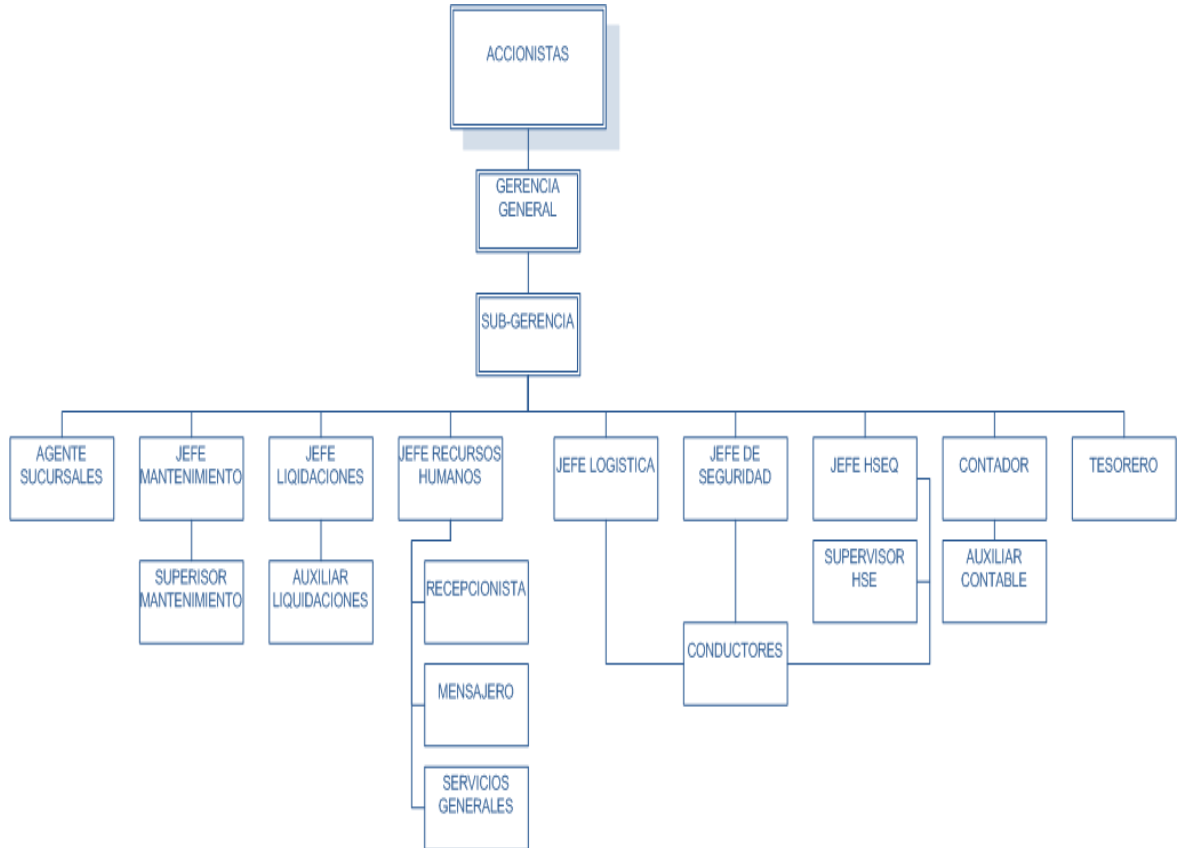 ACCIONISTAS
GERENCIA
GENERAL
SUB-GERENCIA
AGENTE
SUCURSALES
JEFE
MANTENIMIENTO
JEFE
LIQIDACIONES
JEFE RECURSOS
HUMANOS
JEFE LOGISTICA
JEFE DE
SEGURIDAD
JEFE HSEQ
CONTADOR
TESORERO
SUPERISOR
MANTENIMIENTO
AUXILIAR
LIQUIDACIONES
RECEPCIONISTA
SUPERVISOR
HSE
AUXILIAR
CONTABLE
CONDUCTORES
MENSAJERO
SERVICIOS
GENERALES